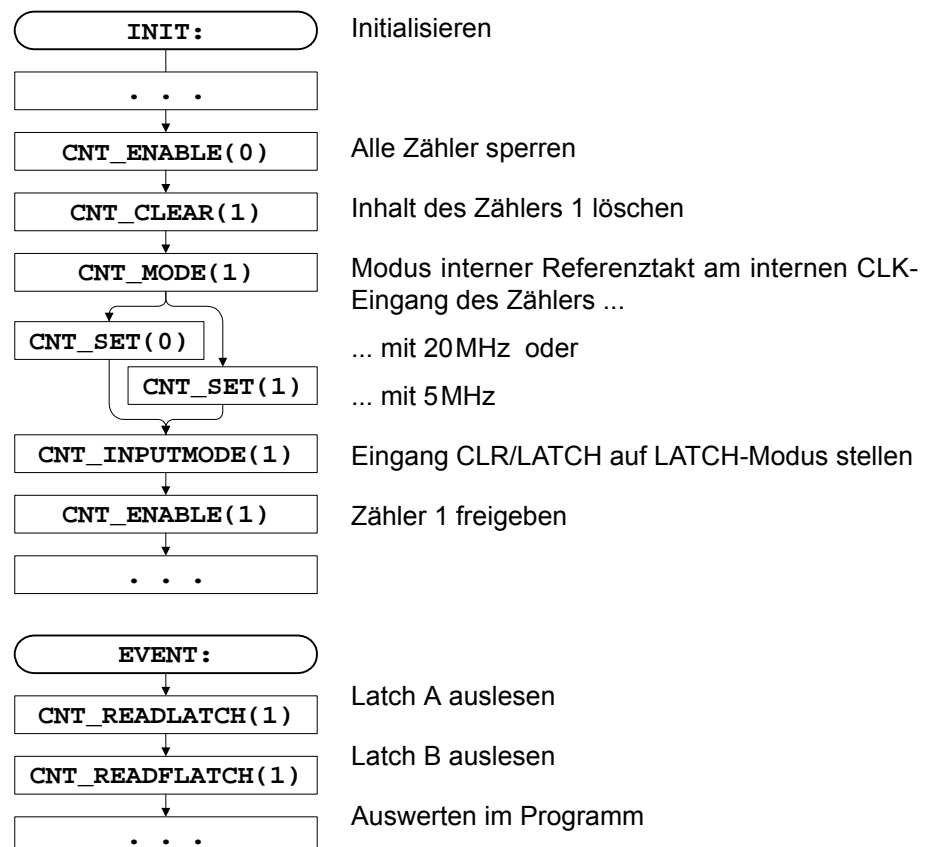 INIT:
Initialisieren
. . .
CNT_ENABLE(0)
Alle Zähler sperren
CNT_CLEAR(1)
Inhalt des Zählers 1 löschen
CNT_MODE(1)
Modus interner Referenztakt am internen CLK-
Eingang des Zählers ...
CNT_SET(0)
... mit 20MHz oder
CNT_SET(1)
... mit 5MHz
CNT_INPUTMODE(1)
Eingang CLR/LATCH auf LATCH-Modus stellen
CNT_ENABLE(1)
Zähler 1 freigeben
. . .
EVENT:
CNT_READLATCH(1)
Latch A auslesen
CNT_READFLATCH(1)
Latch B auslesen
. . .
Auswerten im Programm